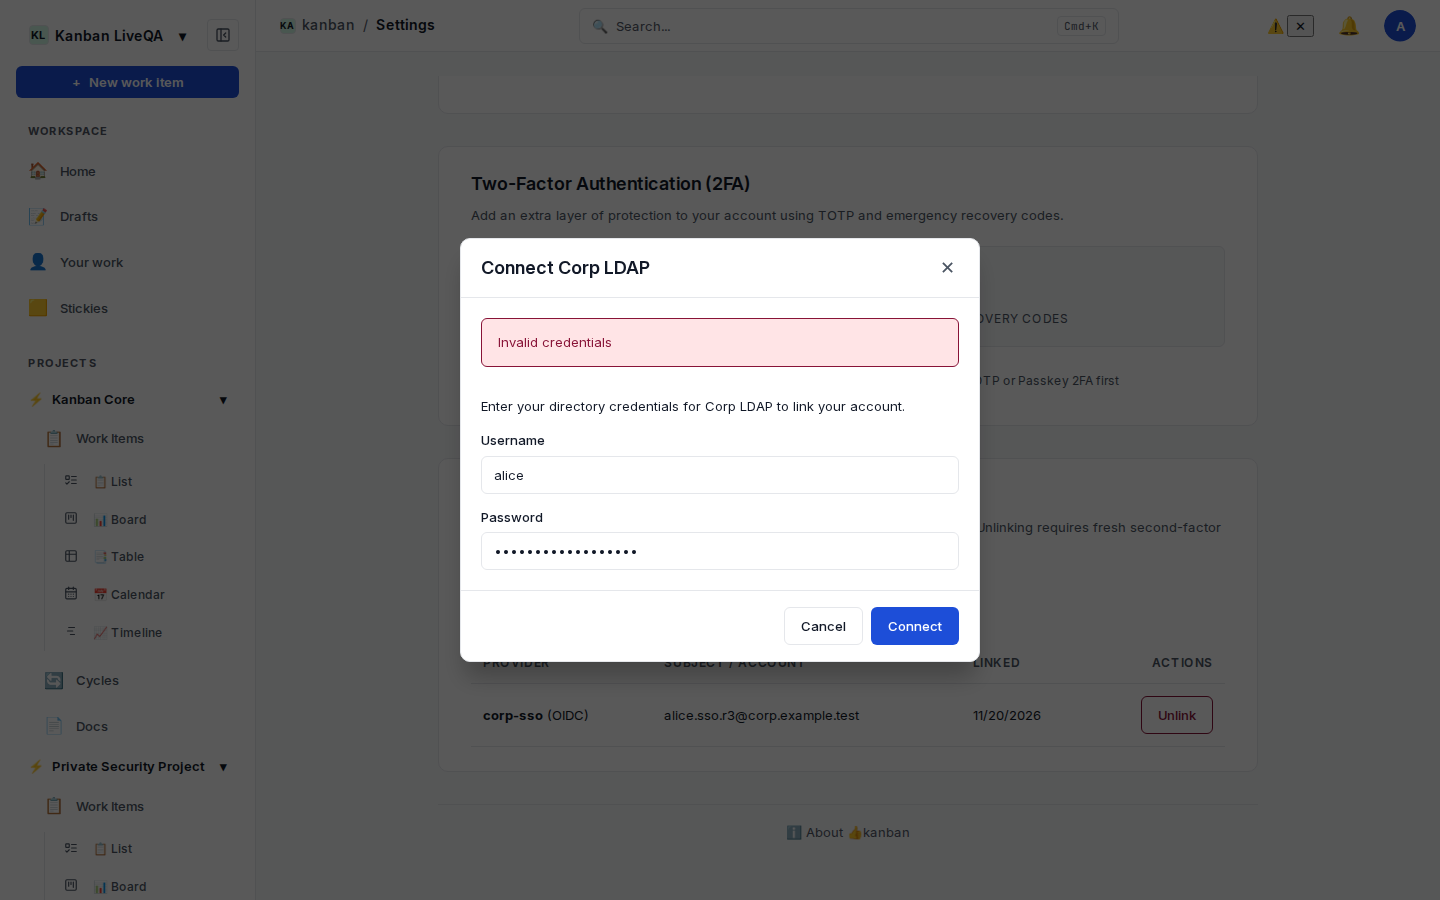 KL Kanban LiveQA ▼
+ New work item
WORKSPACE
Home
Drafts
Your work
Stickies
PROJECTS
Kanban Core ▼
Work Items
List
Board
Table
Calendar
Timeline
Cycles
Docs
Private Security Project ▼
Work Items
List
Board
KA kanban / Settings
Search...
Cmd+K
A
Two-Factor Authentication (2FA)
Add an extra layer of protection to your account using TOTP and emergency recovery codes.
OVERY CODES
OTP or Passkey 2FA first
Connect Corp LDAP
Invalid credentials
Enter your directory credentials for Corp LDAP to link your account.
Username
alice
Password
••••••••••••••••••
Cancel
Connect
Unlinking requires fresh second-factor
PROVIDER SUBJECT / ACCOUNT LINKED ACTIONS
corp-sso (OIDC) alice.sso.r3@corp.example.test 11/20/2026 Unlink
About 👍kanban